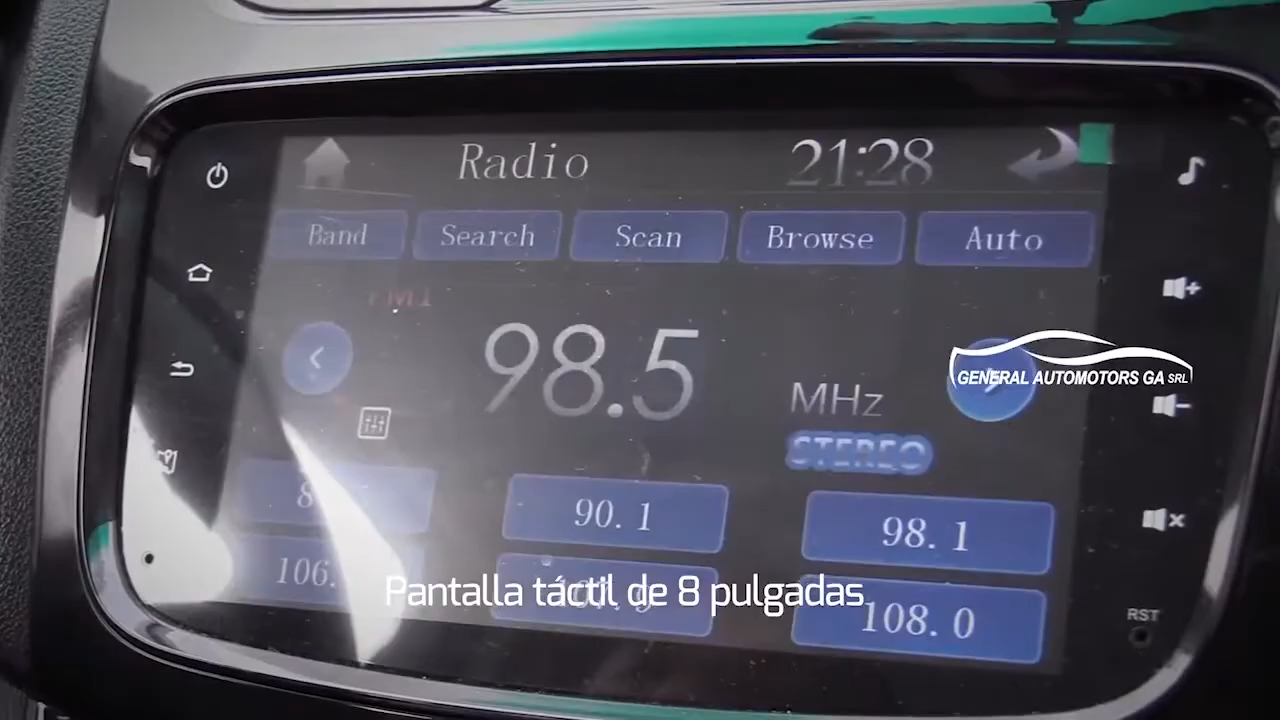 Radio
21:28
Band
Search
Scan
Browse
Auto
FM1
98.5
MHz
STEREO
GENERAL AUTOMOTORS GA SRL
90.1
98.1
108.0
Pantalla táctil de 8 pulgadas
RST